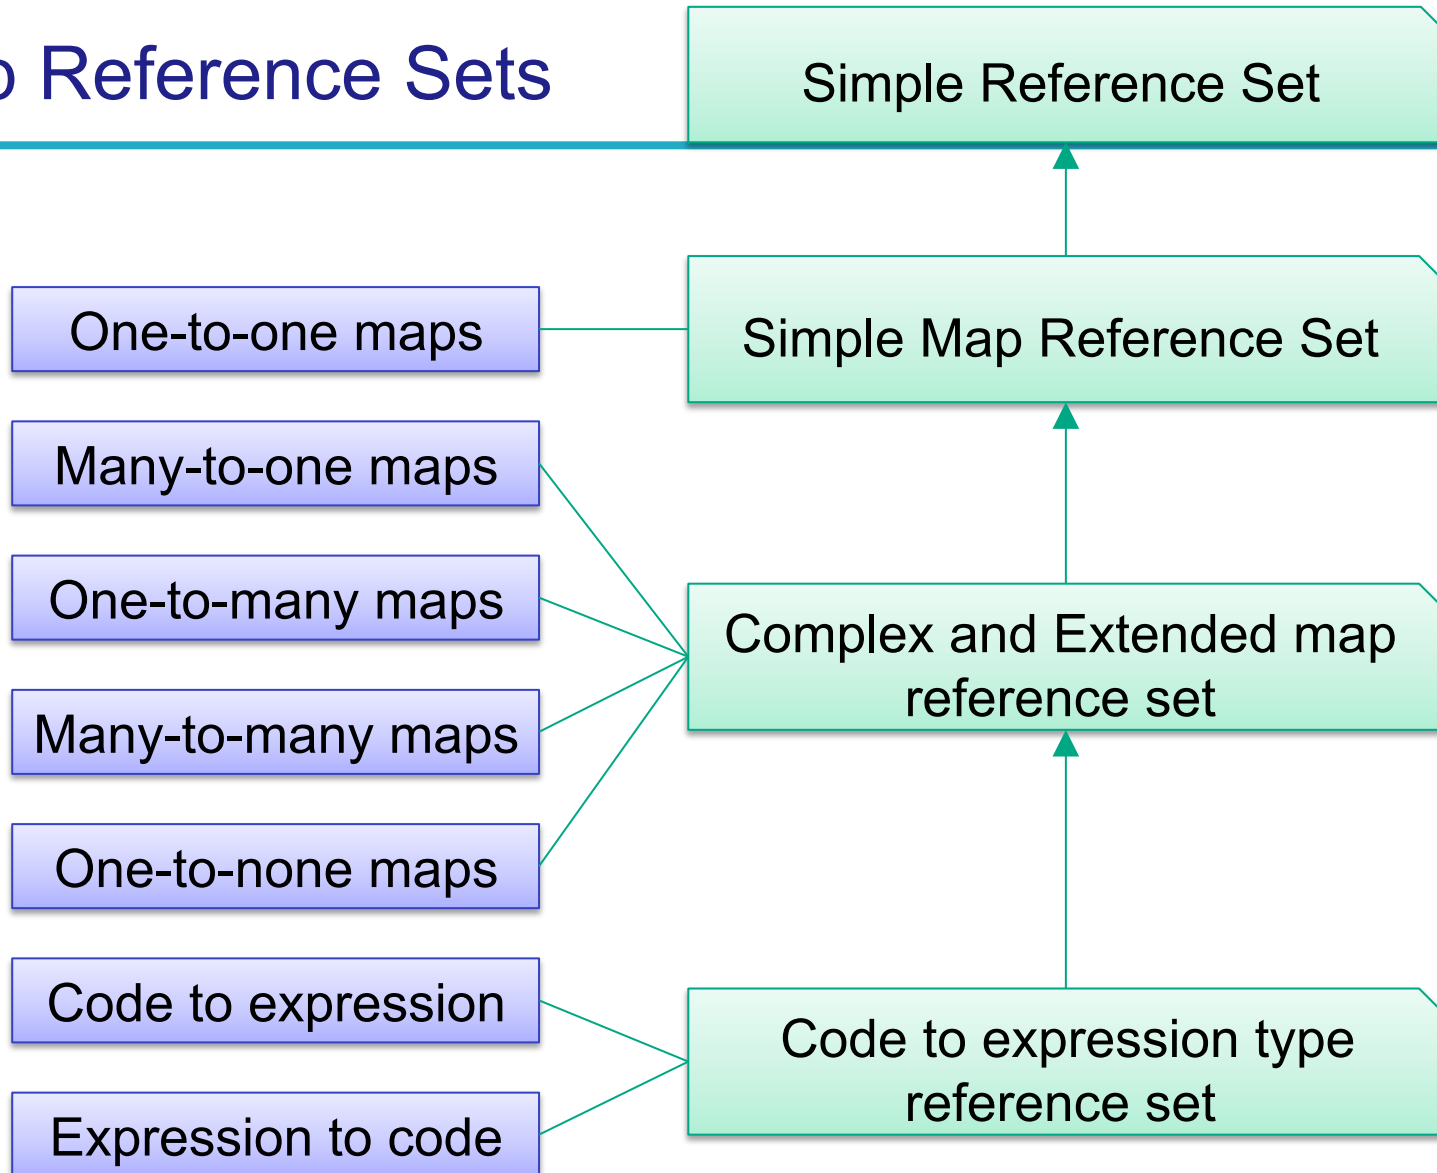 Reference Sets
Simple Reference Set
One-to-one maps
Simple Map Reference Set
Many-to-one maps
One-to-many maps
Complex and Extended map
reference set
Many-to-many maps
One-to-none maps
Code to expression
Code to expression type
reference set
Expression to code